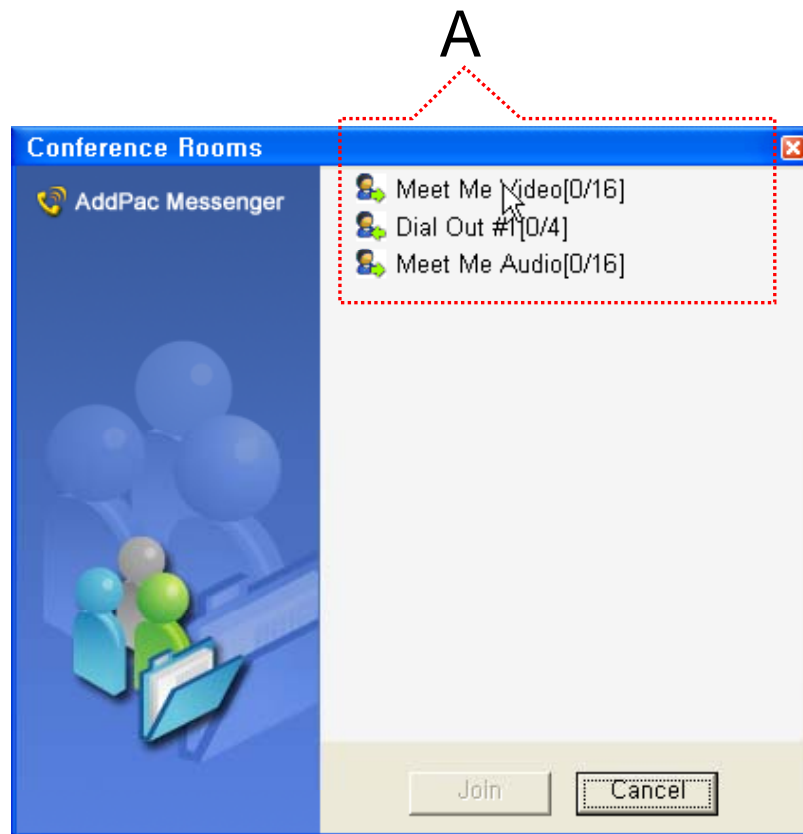 A
Conference Rooms
AddPac Messenger
Meet Me Video[0/16]
Dial Out #1[0/4]
Meet Me Audio[0/16]
Join
Cancel